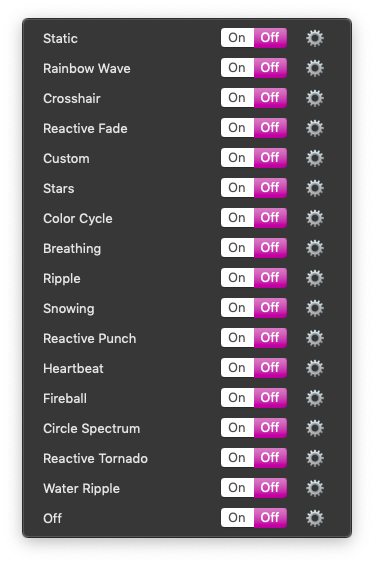 Static On Off
Rainbow Wave On Off
Crosshair On Off
Reactive Fade On Off
Custom On Off
Stars On Off
Color Cycle On Off
Breathing On Off
Ripple On Off
Snowing On Off
Reactive Punch On Off
Heartbeat On Off
Fireball On Off
Circle Spectrum On Off
Reactive Tornado On Off
Water Ripple On Off
Off On Off